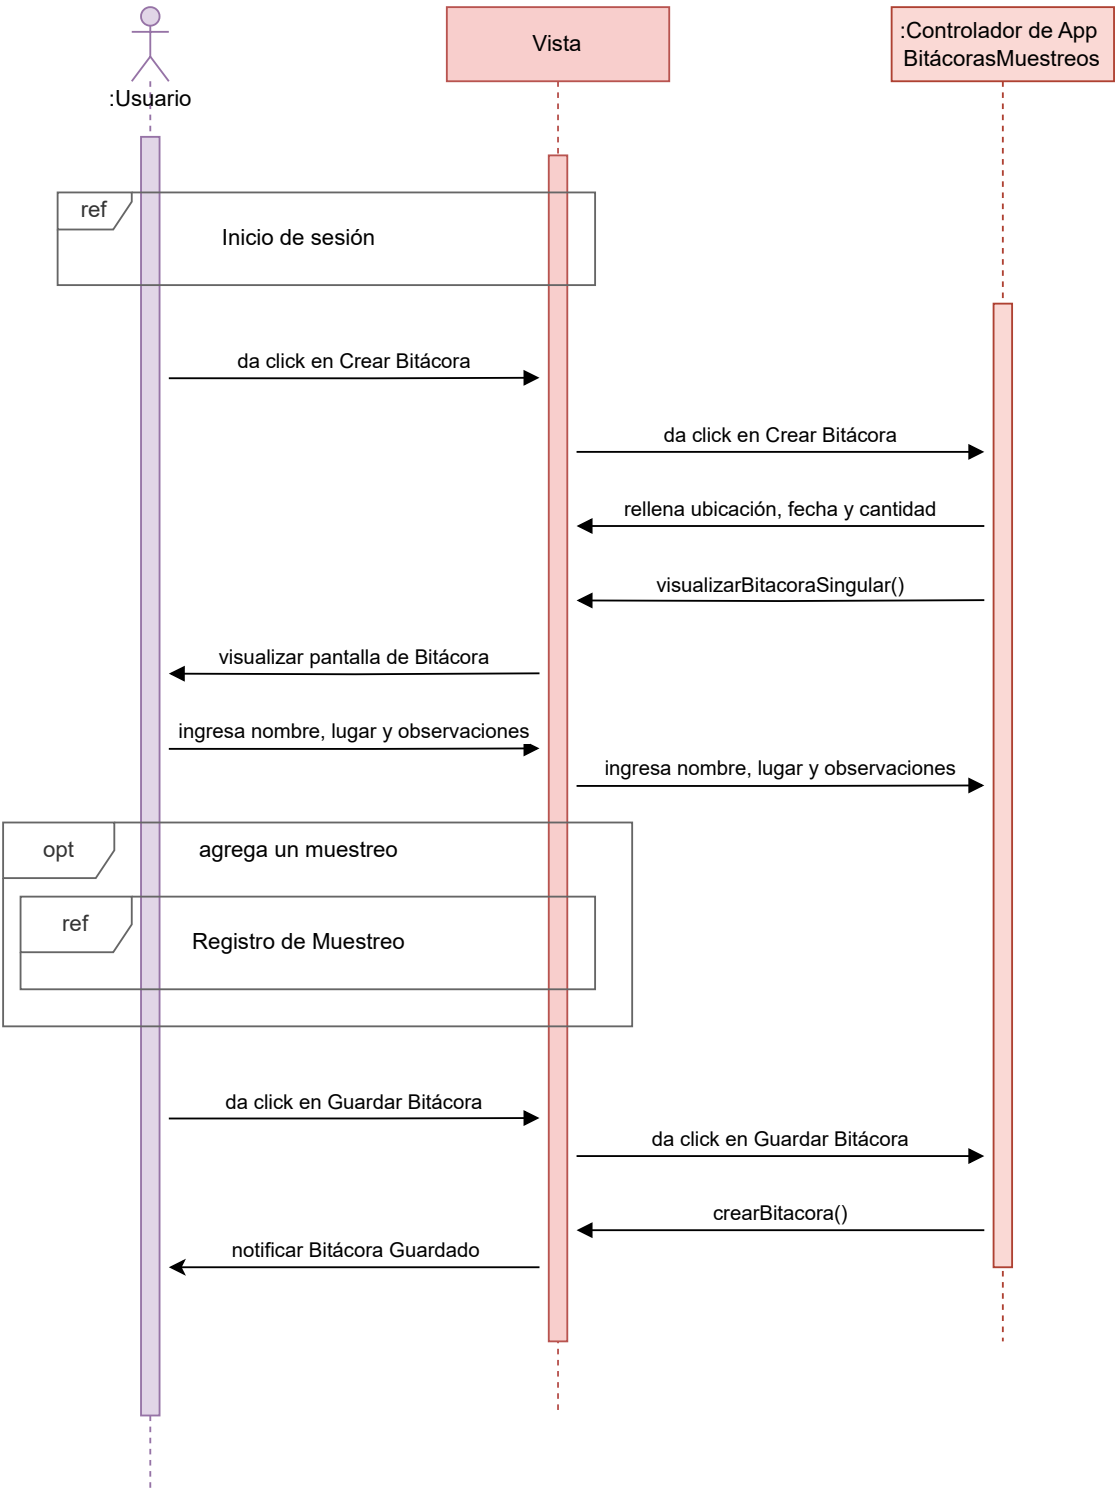 :Usuario
Vista
:Controlador de App
BitácorasMuestreos
ref
Inicio de sesión
da click en Crear Bitácora
da click en Crear Bitácora
rellena ubicación, fecha y cantidad
visualizarBitacoraSingular()
visualizar pantalla de Bitácora
ingresa nombre, lugar y observaciones
ingresa nombre, lugar y observaciones
opt
agrega un muestreo
ref
Registro de Muestreo
da click en Guardar Bitácora
da click en Guardar Bitácora
crearBitacora()
notificar Bitácora Guardado